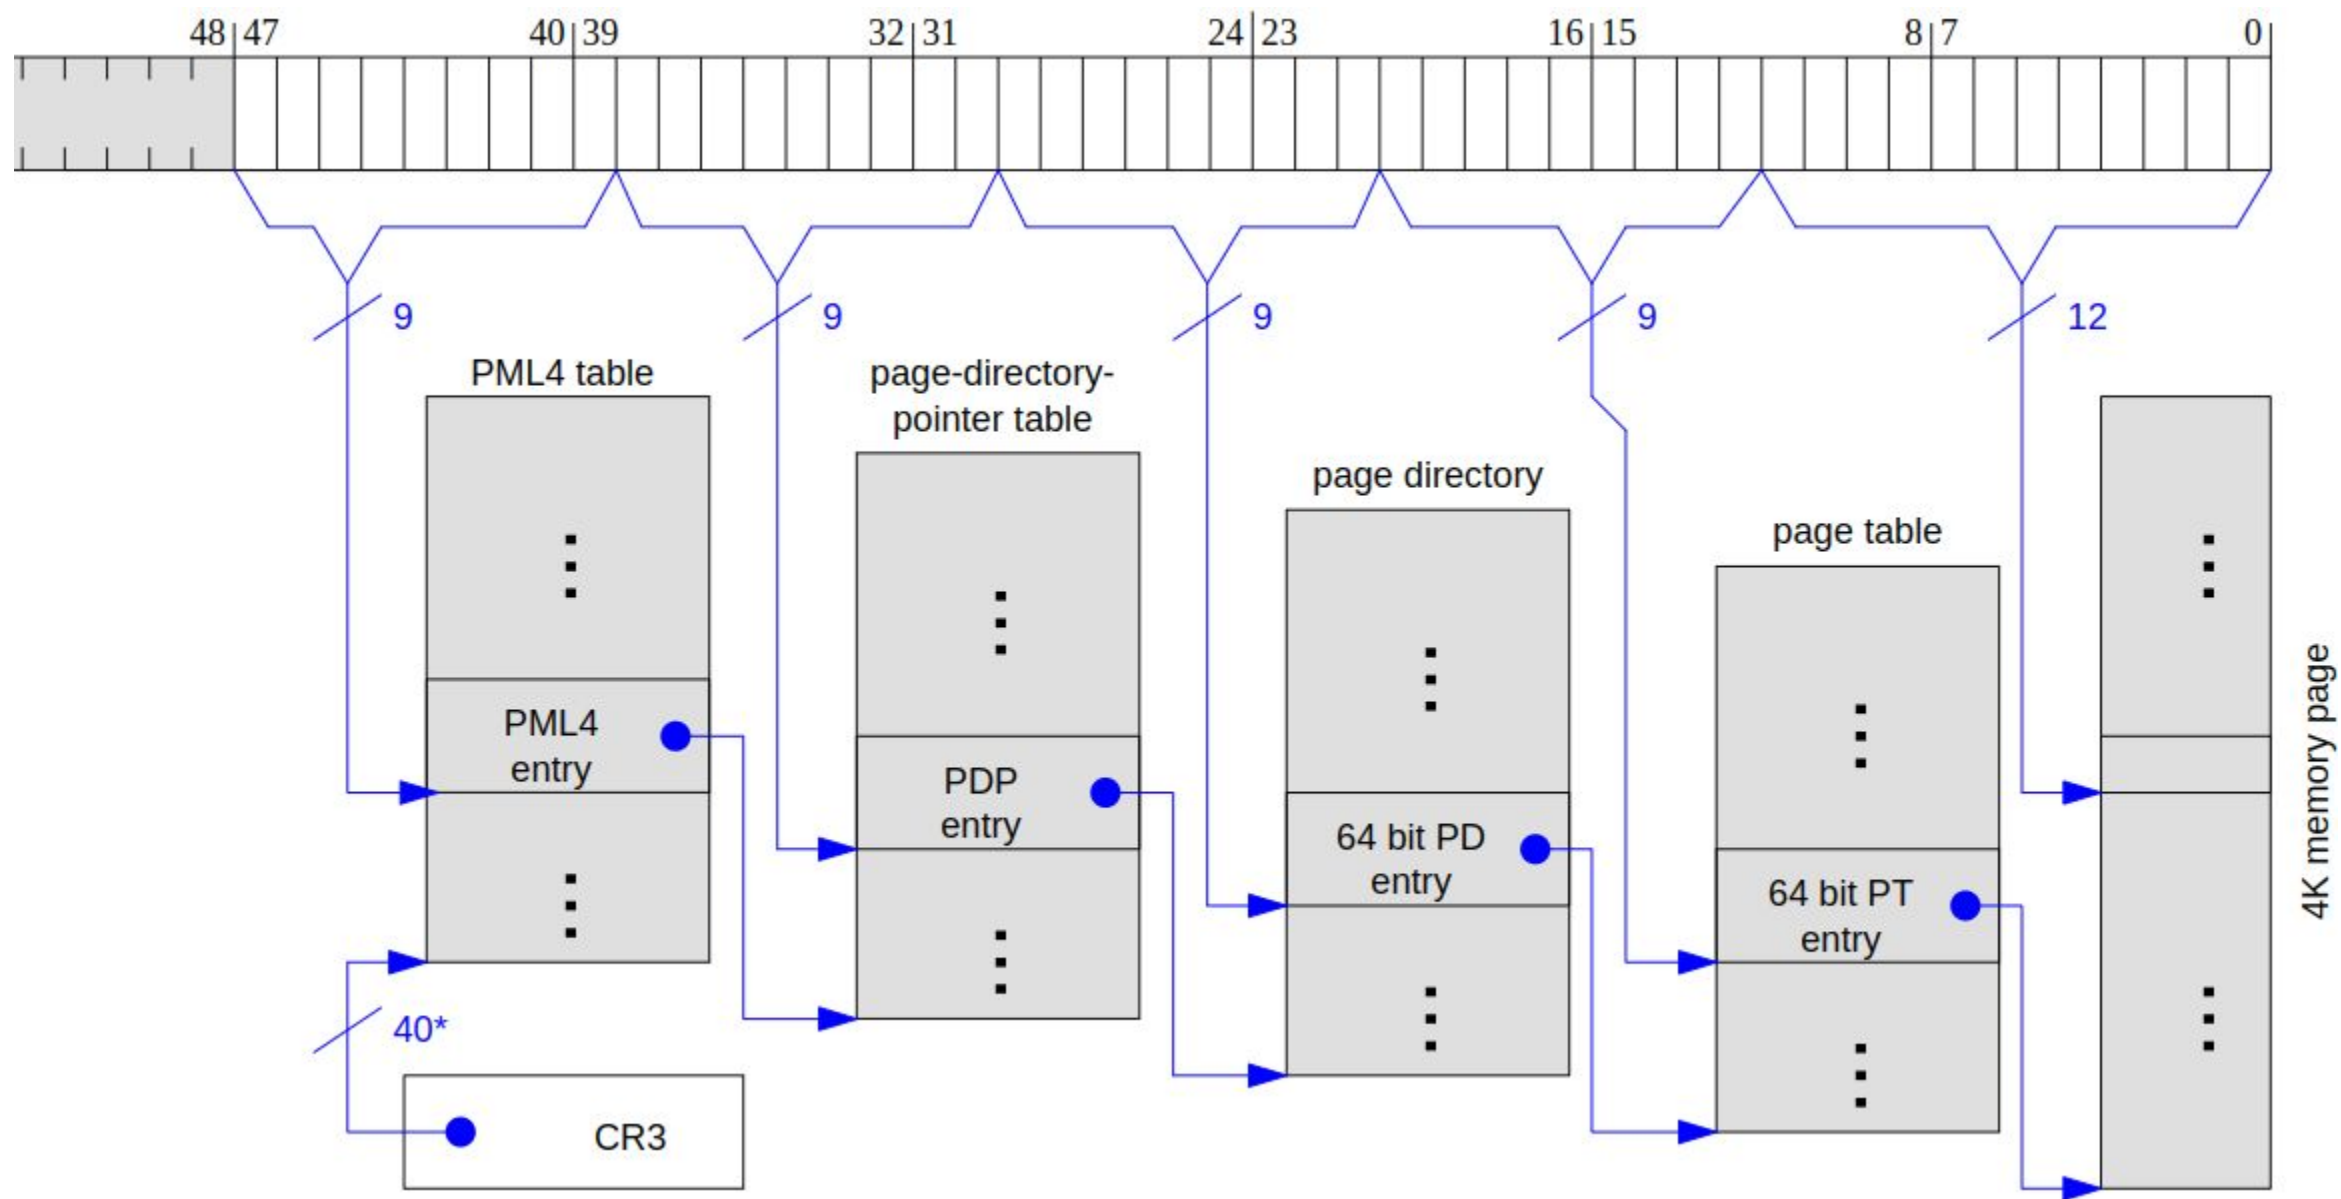 48 47 40 39 32 31 24 23 16 15 8 7 0
9 9 9 9 12
PML4 table
page-directory-
pointer table
page directory
page table
PML4
entry
PDP
entry
64 bit PD
entry
64 bit PT
entry
4K memory page
40*
CR3